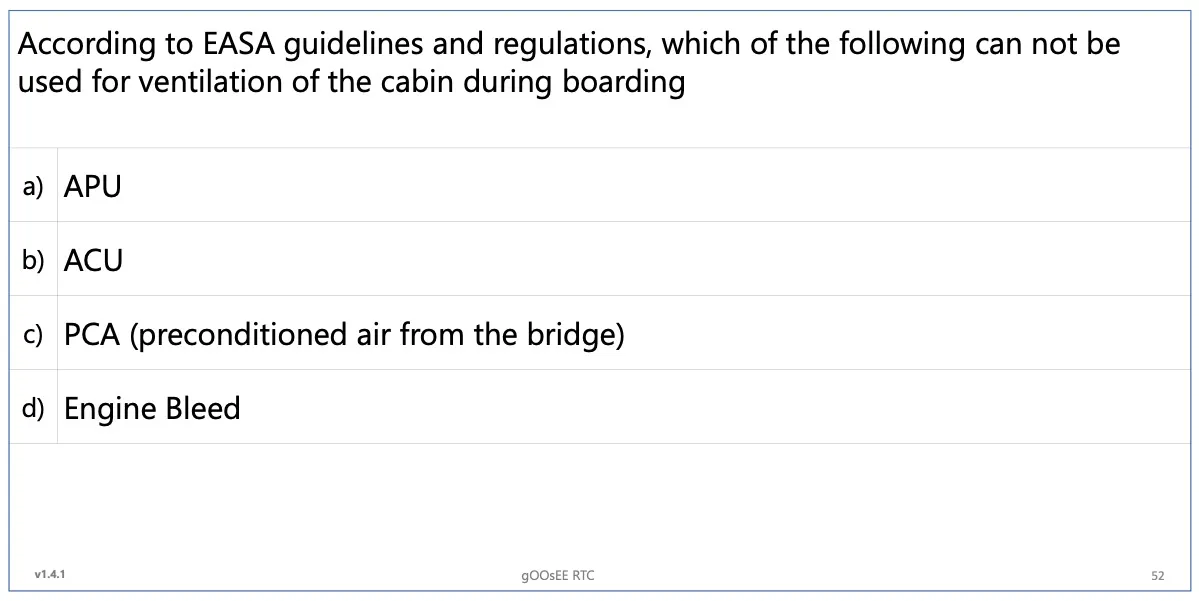 According to EASA guidelines and regulations, which of the following can not be
used for ventilation of the cabin during boarding
a) APU
b) ACU
c) PCA (preconditioned air from the bridge)
d) Engine Bleed
v1.4.1 gOOsEE RTC 52